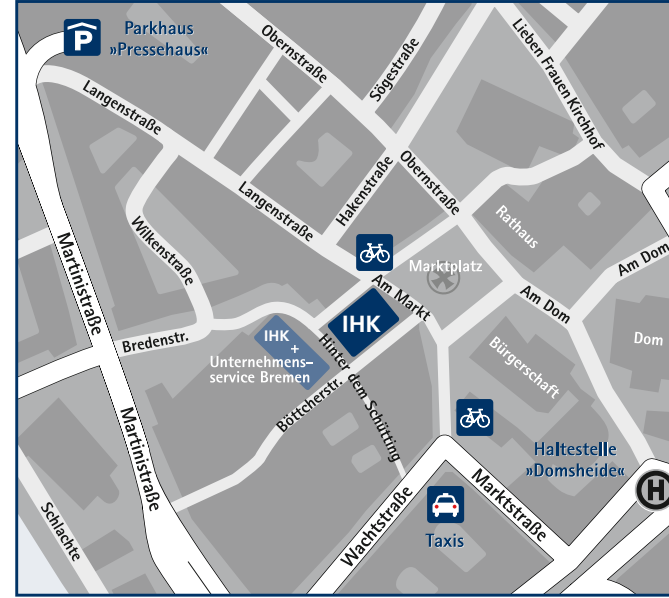 P
Parkhaus
»Pressehaus«
Obernstraße
Sögestraße
Lieben Frauen Kirchhof
Langenstraße
Obernstraße
Hakenstraße
Langenstraße
Rathaus
Wilkenstraße
Martinistraße
Marktplatz
Am Dom
Am Markt
Am Dom
IHK
Bredenstr.
IHK
+
Unternehmens-
service Bremen
Hinter dem Schütting
Dom
Bürgerschaft
Böttcherstr.
Martinistraße
Haltestelle
»Domsheide«
H
Schlachte
Wachtstraße
Marktstraße
Taxis